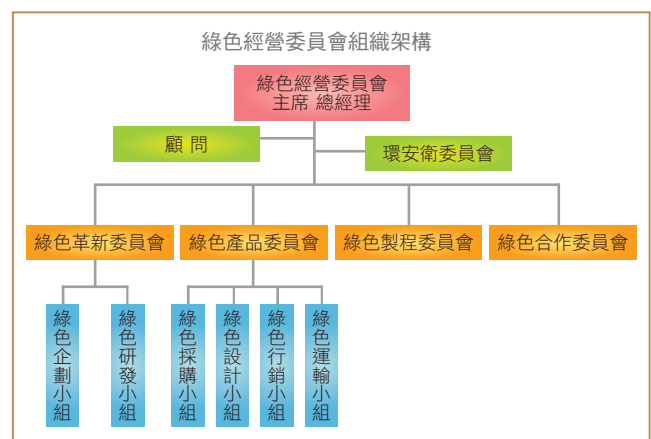 綠色經營委員會組織架構
綠色經營委員會
主席 總經理
顧 問
環安衛委員會
綠色革新委員會
綠色產品委員會
綠色製程委員會
綠色合作委員會
綠色企劃小組
綠色研發小組
綠色採購小組
綠色設計小組
綠色行銷小組
綠色運輸小組